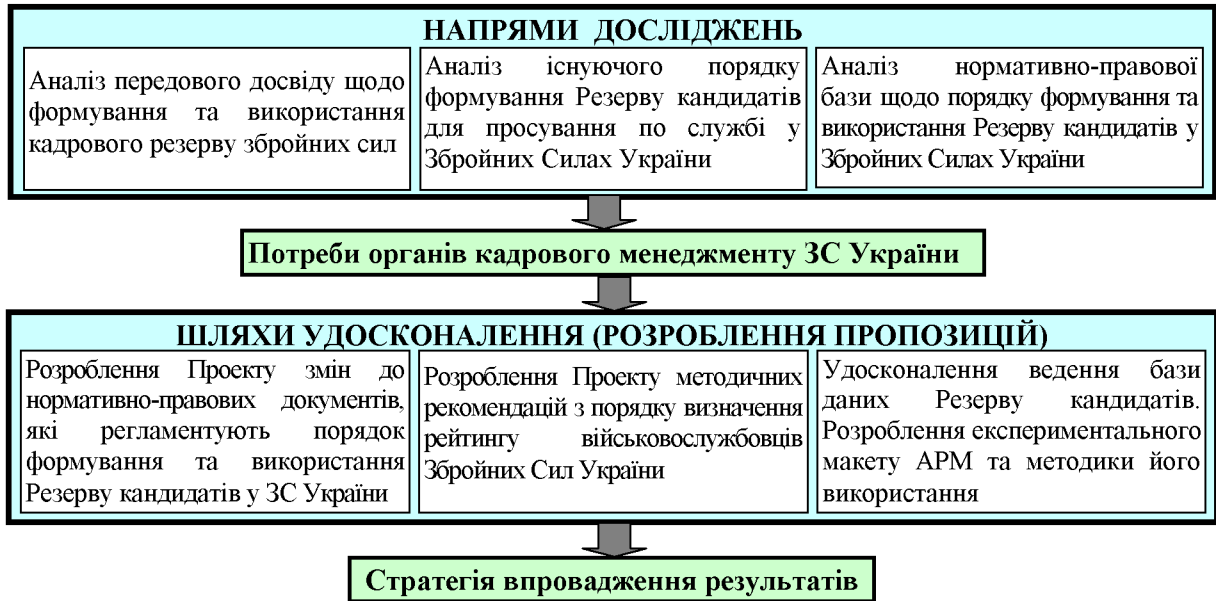 НАПРЯМИ ДОСЛІДЖЕНЬ
Аналіз передового досвіду щодо
формування та використання
кадрового резерву збройних сил
Аналіз існуючого порядку
формування Резерву кандидатів
для просування по службі у
Збройних Силах України
Аналіз нормативно-правової
бази щодо порядку формування та
використання Резерву кандидатів у
Збройних Силах України
Потреби органів кадрового менеджменту ЗС України
ШЛЯХИ УДОСКОНАЛЕННЯ (РОЗРОБЛЕННЯ ПРОПОЗИЦІЙ)
Розроблення Проекту змін до
нормативно-правових документів,
які регламентують порядок
формування та використання
Резерву кандидатів у ЗС України
Розроблення Проекту методичних
рекомендацій з порядку визначення
рейтингу військовослужбовців
Збройних Сил України
Удосконалення ведення бази
даних Резерву кандидатів.
Розроблення експериментального
макету АРМ та методики його
використання
Стратегія впровадження результатів